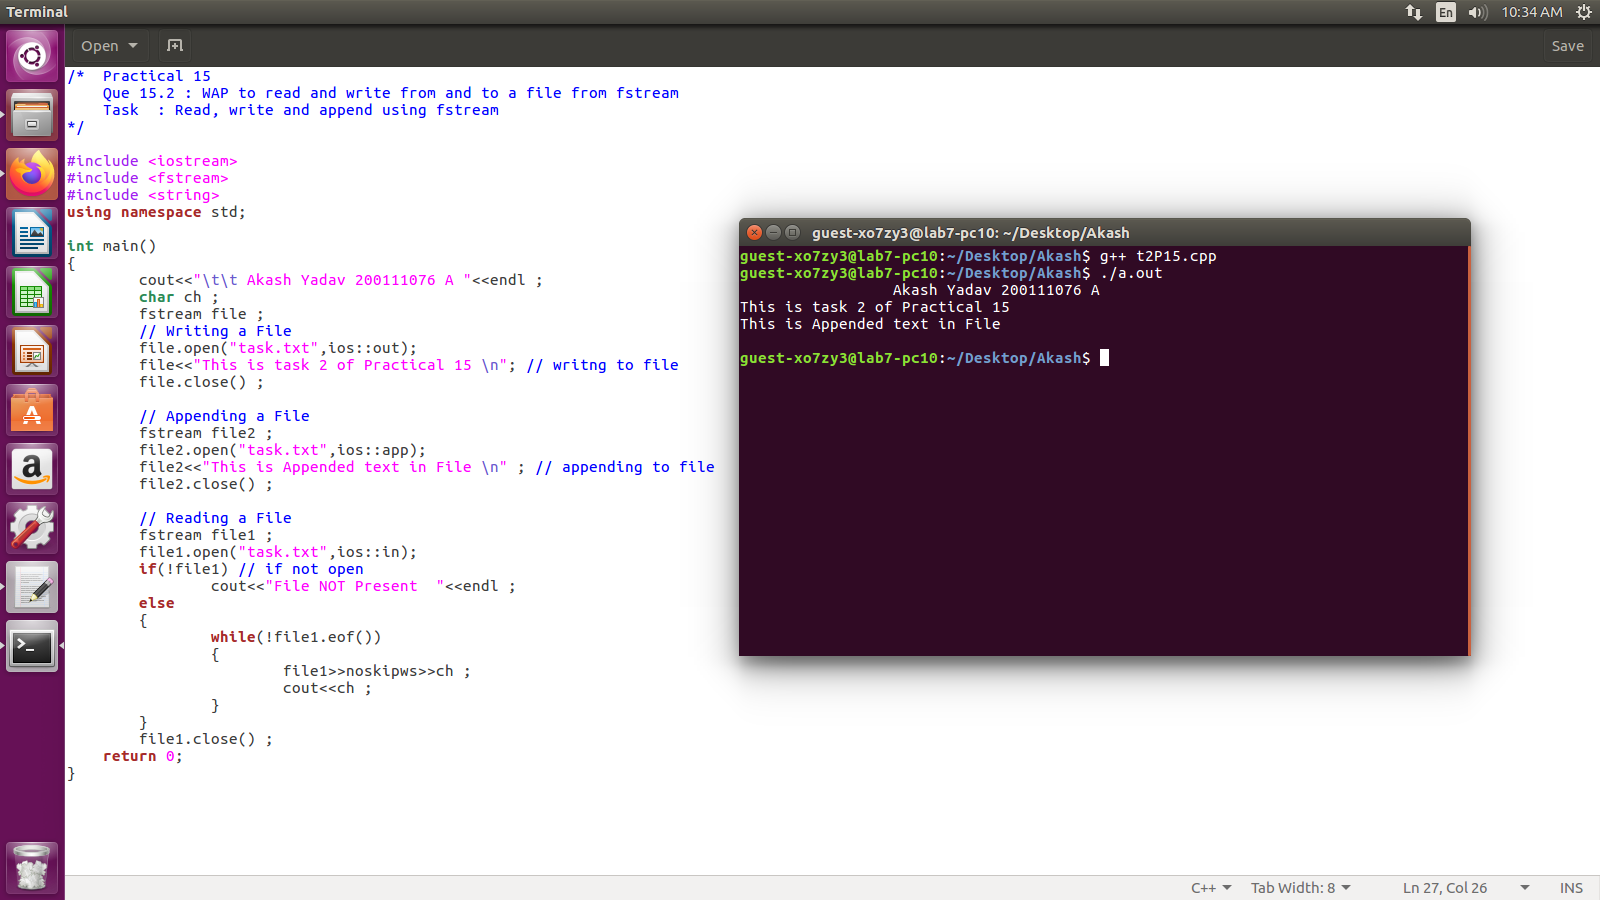 Terminal
En
10:34 AM
Open
Save
/*  Practical 15
    Que 15.2 : WAP to read and write from and to a file from fstream
    Task  : Read, write and append using fstream
*/
#include <iostream>
#include <fstream>
#include <string>
using namespace std;
int main()
{
        cout<<"\t\t Akash Yadav 200111076 A "<<endl ;
        char ch ;
        fstream file ;
        // Writing a File
        file.open("task.txt",ios::out);
        file<<"This is task 2 of Practical 15 \n"; // writng to file
        file.close() ;
        // Appending a File
        fstream file2 ;
        file2.open("task.txt",ios::app);
        file2<<"This is Appended text in File \n" ; // appending to file
        file2.close() ;
        // Reading a File
        fstream file1 ;
        file1.open("task.txt",ios::in);
        if(!file1) // if not open
                cout<<"File NOT Present  "<<endl ;
        else
        {
                while(!file1.eof())
                {
                        file1>>noskipws>>ch ;
                        cout<<ch ;
                }
        }
        file1.close() ;
    return 0;
}
guest-xo7zy3@lab7-pc10: ~/Desktop/Akash
guest-xo7zy3@lab7-pc10:~/Desktop/Akash$ g++ t2P15.cpp
guest-xo7zy3@lab7-pc10:~/Desktop/Akash$ ./a.out
                 Akash Yadav 200111076 A
This is task 2 of Practical 15
This is Appended text in File
guest-xo7zy3@lab7-pc10:~/Desktop/Akash$
C++
Tab Width: 8
Ln 27, Col 26
INS